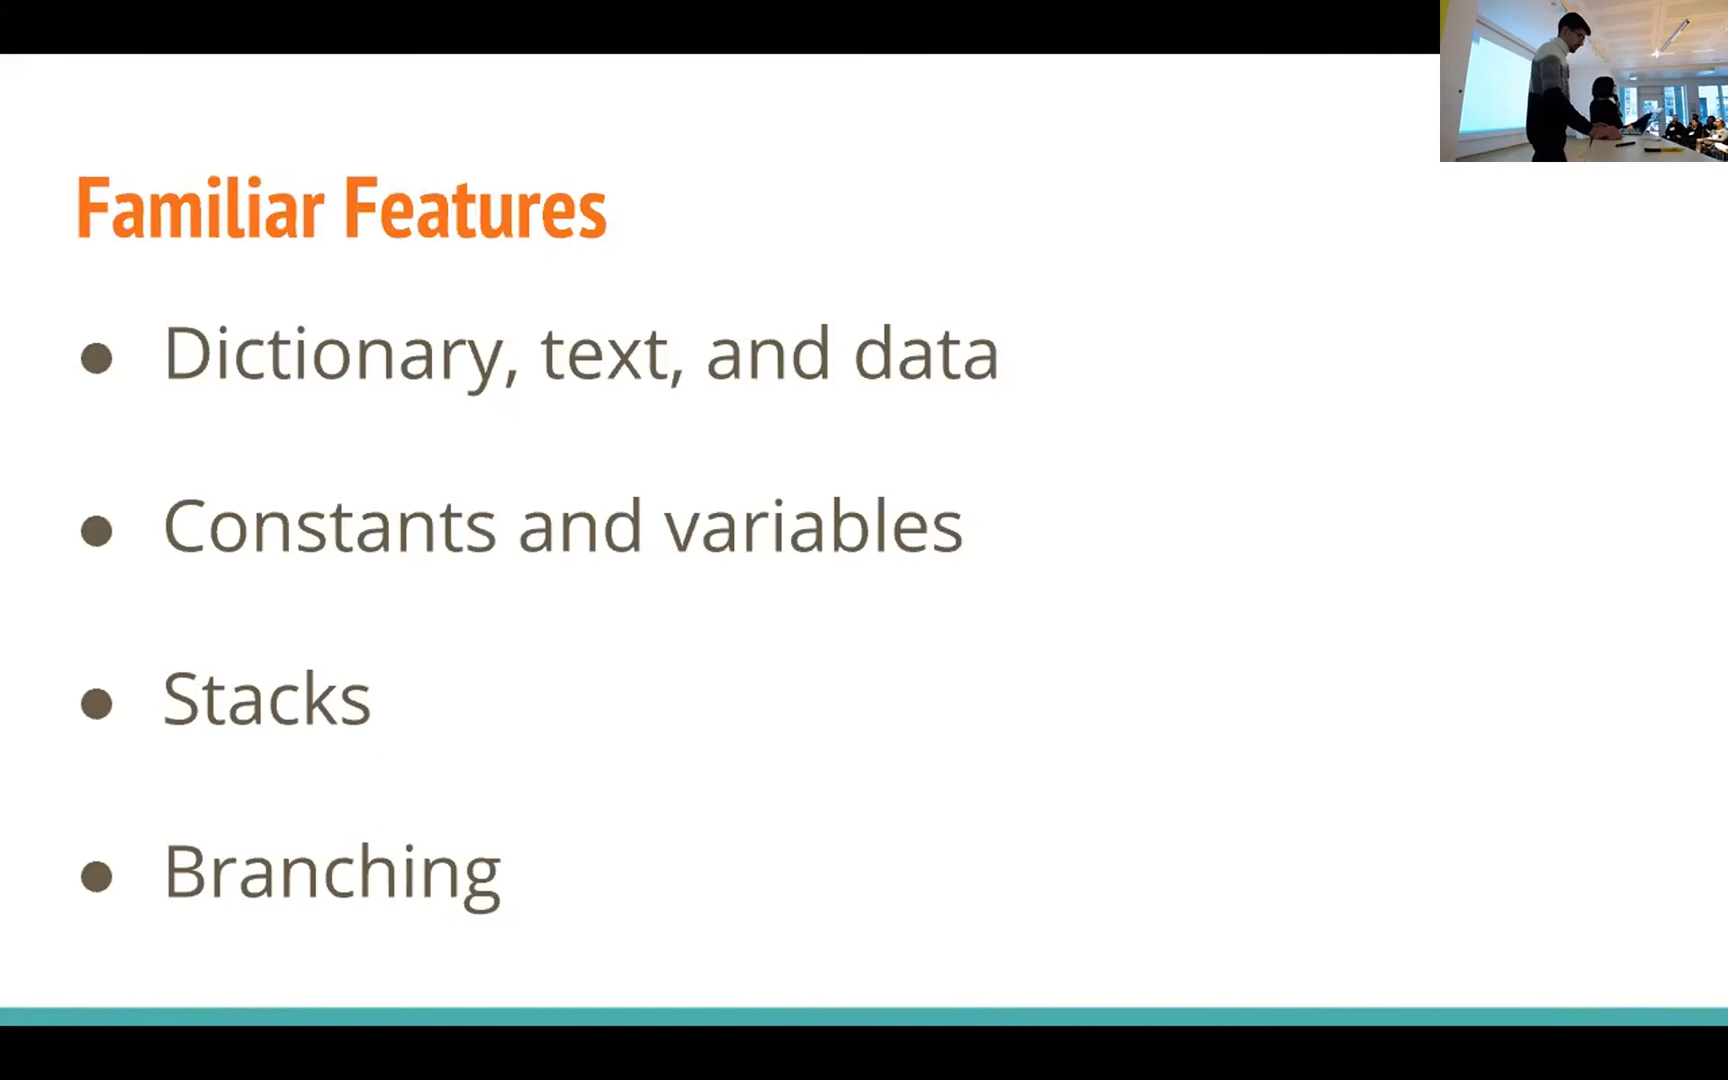 Familiar Features
● Dictionary, text, and data
● Constants and variables
● Stacks
● Branching